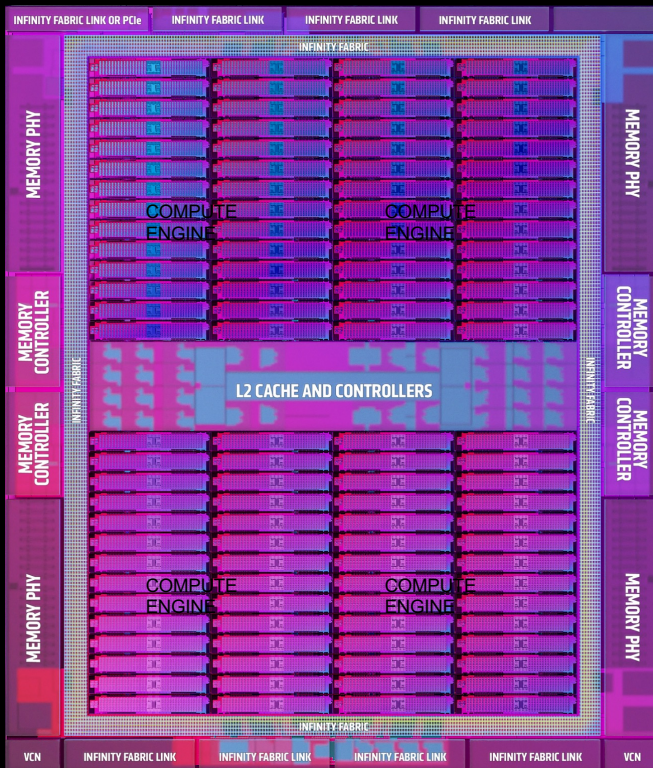 INFINITY FABRIC LINK OR PCIe
INFINITY FABRIC LINK
INFINITY FABRIC LINK
INFINITY FABRIC LINK
INFINITY FABRIC
MEMORY PHY
MEMORY PHY
COMPUTE
ENGINE
COMPUTE
ENGINE
MEMORY
CONTROLLER
MEMORY
CONTROLLER
INFINITY FABRIC
L2 CACHE AND CONTROLLERS
INFINITY FABRIC
MEMORY
CONTROLLER
MEMORY
CONTROLLER
COMPUTE
ENGINE
COMPUTE
ENGINE
MEMORY PHY
MEMORY PHY
INFINITY FABRIC
VCN
INFINITY FABRIC LINK
INFINITY FABRIC LINK
INFINITY FABRIC LINK
INFINITY FABRIC LINK
VCN